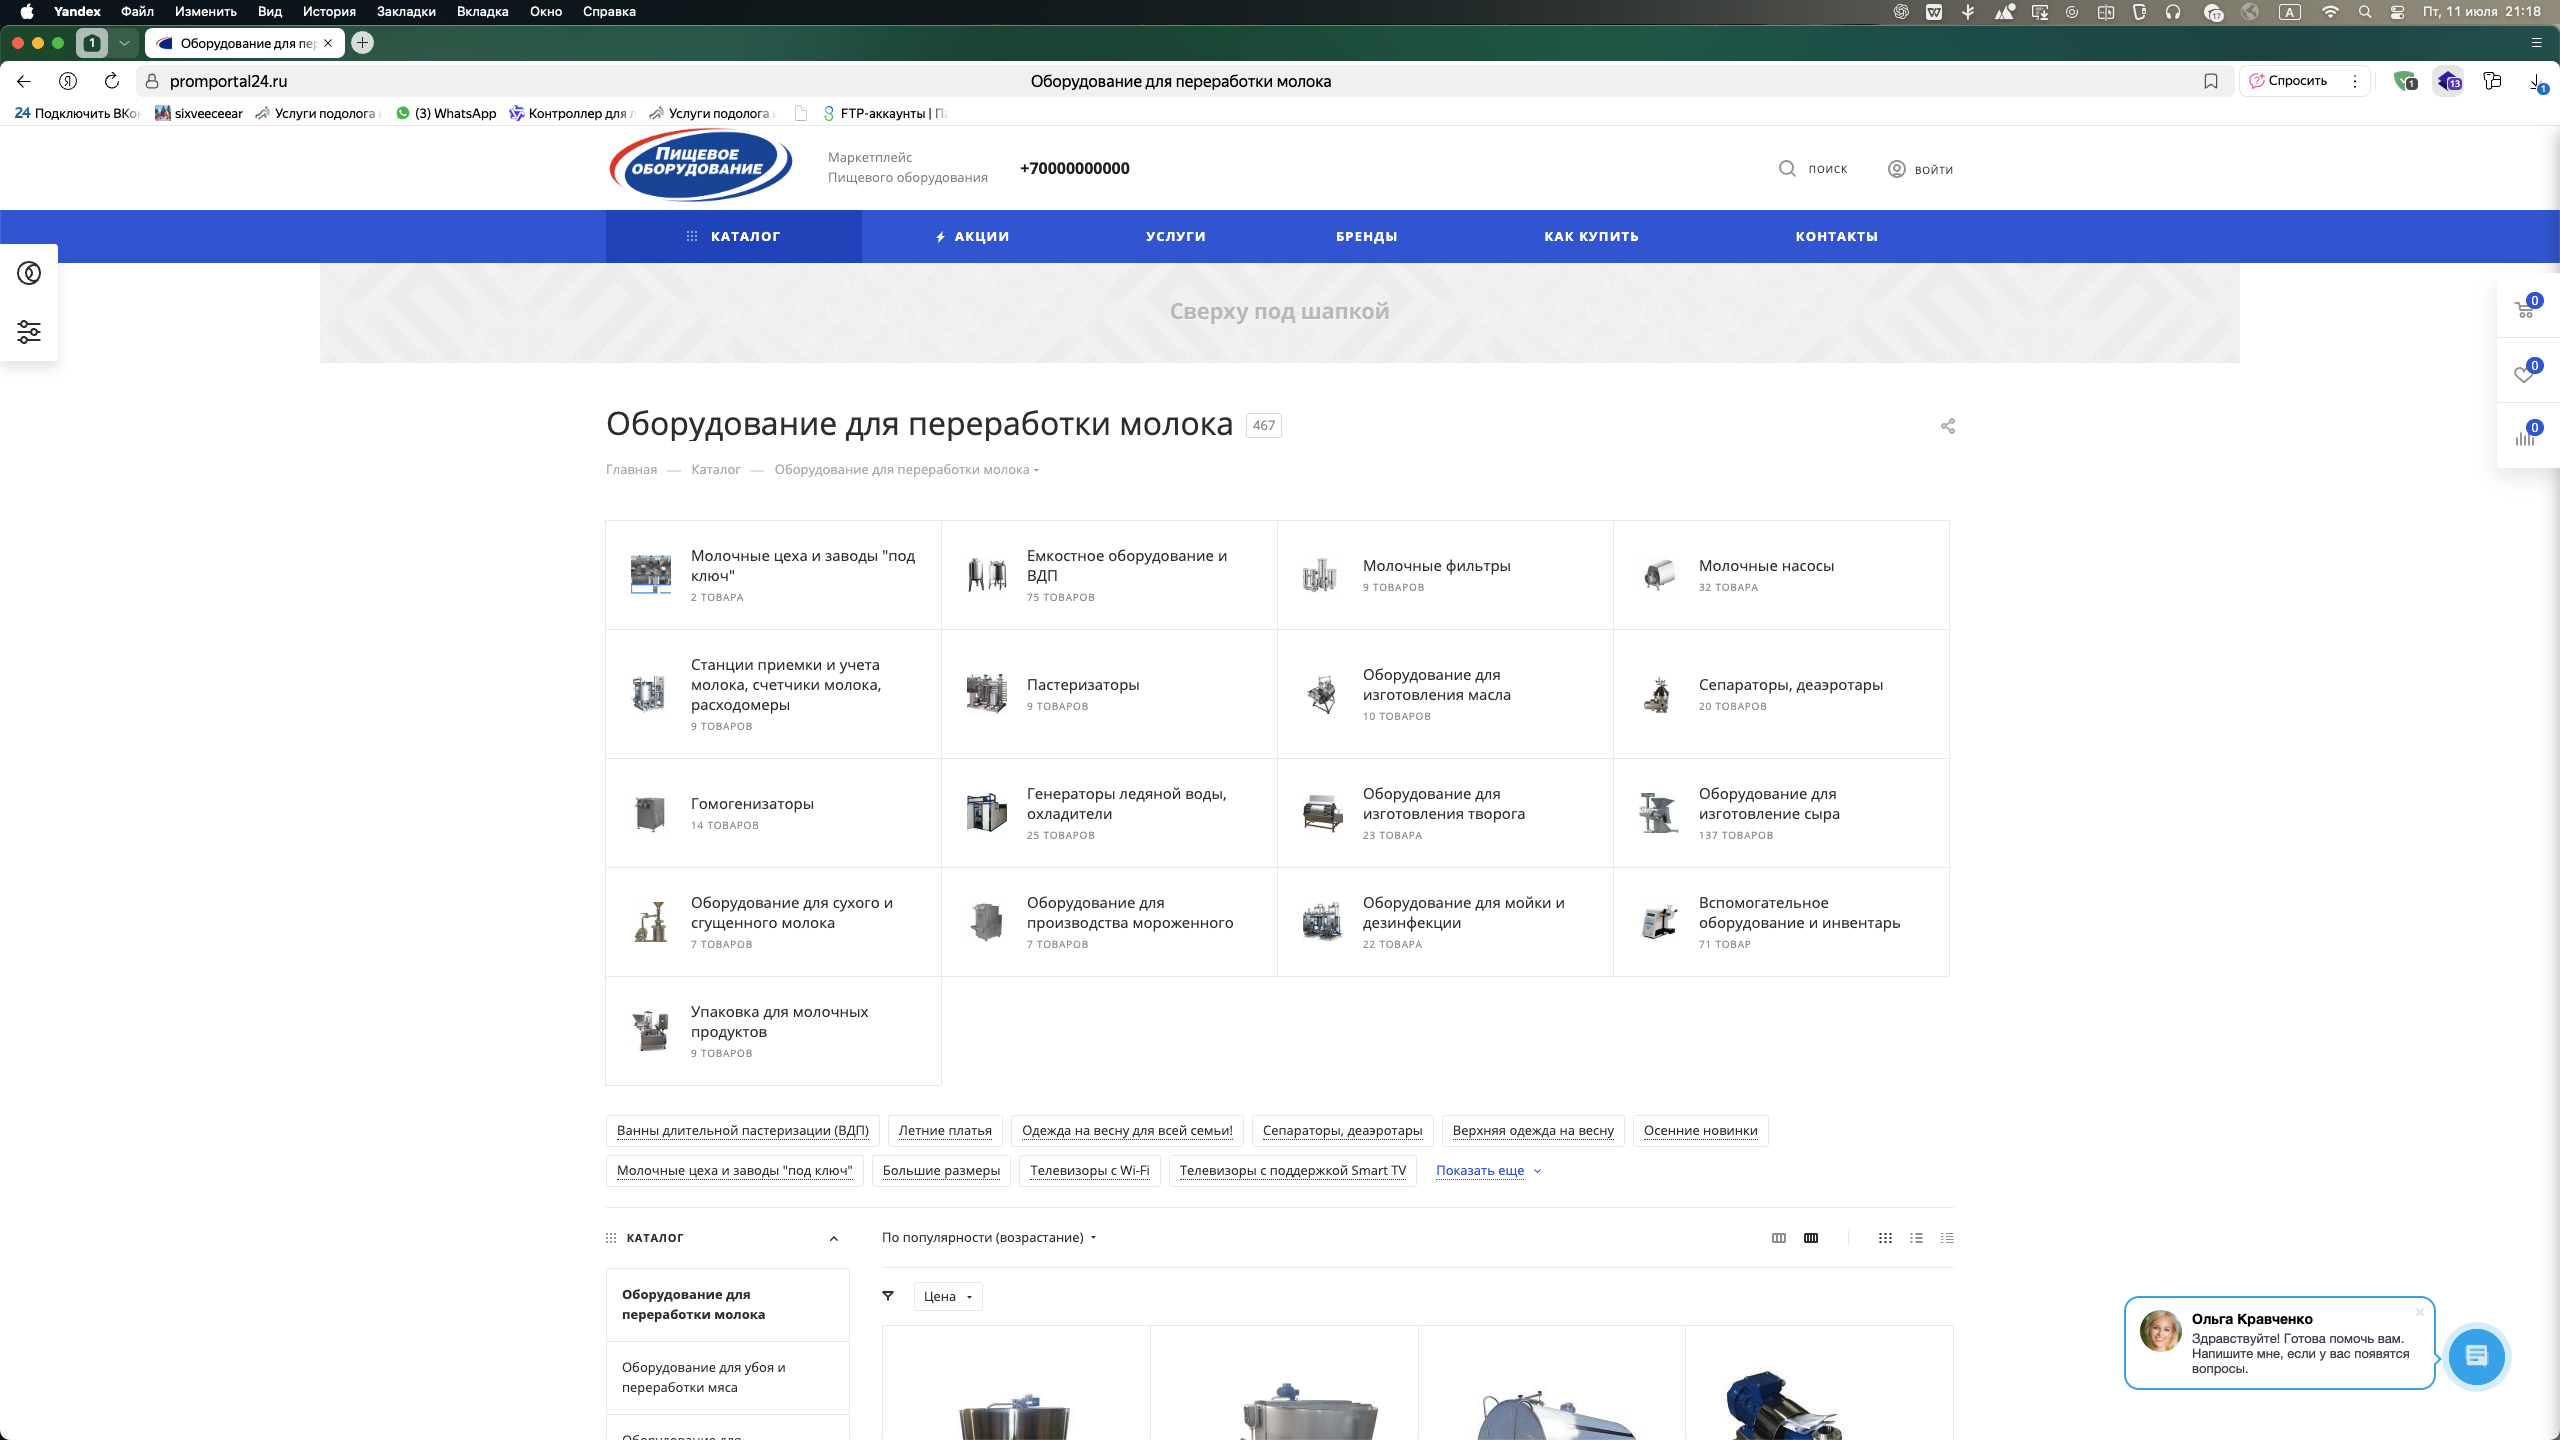 Yandex Файл Изменить Вид История Закладки Вкладка Окно Справка
17 A Пт, 11 июля 21:18
1 Оборудование для пер
promportal24.ru Оборудование для переработки молока Спросить 1 13 1
24 Подключить ВКон sixveeceear Услуги подолога (3) WhatsApp Контроллер для л Услуги подолога FTP-аккаунты | Па
Пищевое
оборудование
Маркетплейс
Пищевого оборудования
+70000000000
ПОИСК
ВОЙТИ
КАТАЛОГ АКЦИИ УСЛУГИ БРЕНДЫ КАК КУПИТЬ КОНТАКТЫ
Сверху под шапкой
0
0
0
Оборудование для переработки молока 467
Главная — Каталог — Оборудование для переработки молока
Молочные цеха и заводы "под
ключ"
2 ТОВАРА
Емкостное оборудование и
ВДП
75 ТОВАРОВ
Молочные фильтры
9 ТОВАРОВ
Молочные насосы
32 ТОВАРА
Станции приемки и учета
молока, счетчики молока,
расходомеры
9 ТОВАРОВ
Пастеризаторы
9 ТОВАРОВ
Оборудование для
изготовления масла
10 ТОВАРОВ
Сепараторы, деаэротары
20 ТОВАРОВ
Гомогенизаторы
14 ТОВАРОВ
Генераторы ледяной воды,
охладители
25 ТОВАРОВ
Оборудование для
изготовления творога
23 ТОВАРА
Оборудование для
изготовление сыра
137 ТОВАРОВ
Оборудование для сухого и
сгущенного молока
7 ТОВАРОВ
Оборудование для
производства мороженного
7 ТОВАРОВ
Оборудование для мойки и
дезинфекции
22 ТОВАРА
Вспомогательное
оборудование и инвентарь
71 ТОВАР
Упаковка для молочных
продуктов
9 ТОВАРОВ
Ванны длительной пастеризации (ВДП) Летние платья Одежда на весну для всей семьи! Сепараторы, деаэротары Верхняя одежда на весну Осенние новинки
Молочные цеха и заводы "под ключ" Большие размеры Телевизоры с Wi-Fi Телевизоры с поддержкой Smart TV Показать еще
КАТАЛОГ
По популярности (возрастание)
Оборудование для
переработки молока
Цена
Оборудование для убоя и
переработки мяса
Оборудование для
Ольга Кравченко
Здравствуйте! Готова помочь вам.
Напишите мне, если у вас появятся
вопросы.